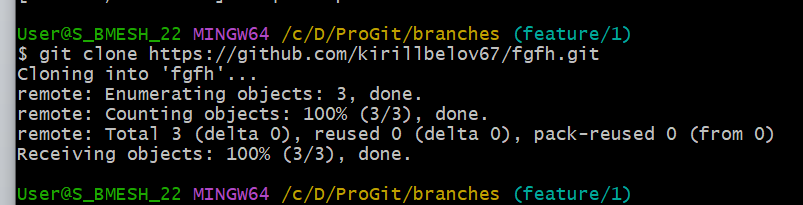 User@S_BMESH_22 MINGW64 /c/D/ProGit/branches (feature/1)
$ git clone https://github.com/kirillbelov67/fgfh.git
Cloning into 'fgfh'...
remote: Enumerating objects: 3, done.
remote: Counting objects: 100% (3/3), done.
remote: Total 3 (delta 0), reused 0 (delta 0), pack-reused 0 (from 0)
Receiving objects: 100% (3/3), done.
User@S_BMESH_22 MINGW64 /c/D/ProGit/branches (feature/1)